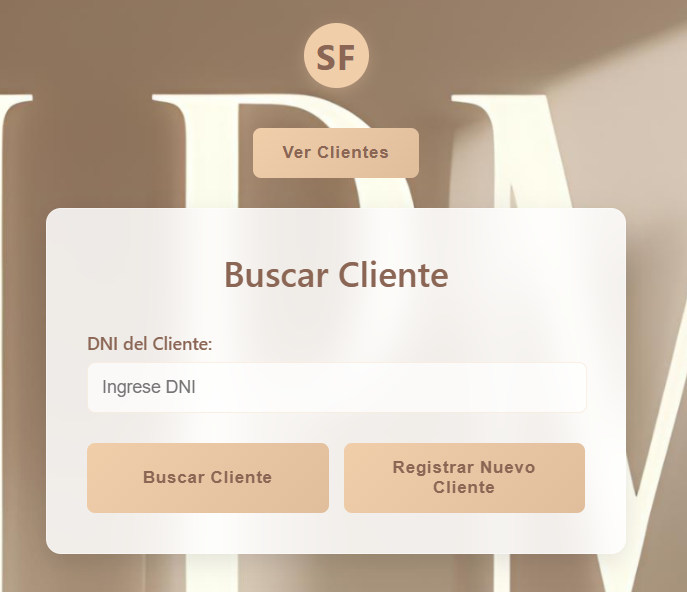 SF
Ver Clientes
Buscar Cliente
DNI del Cliente:
Ingrese DNI
Buscar Cliente
Registrar Nuevo
Cliente